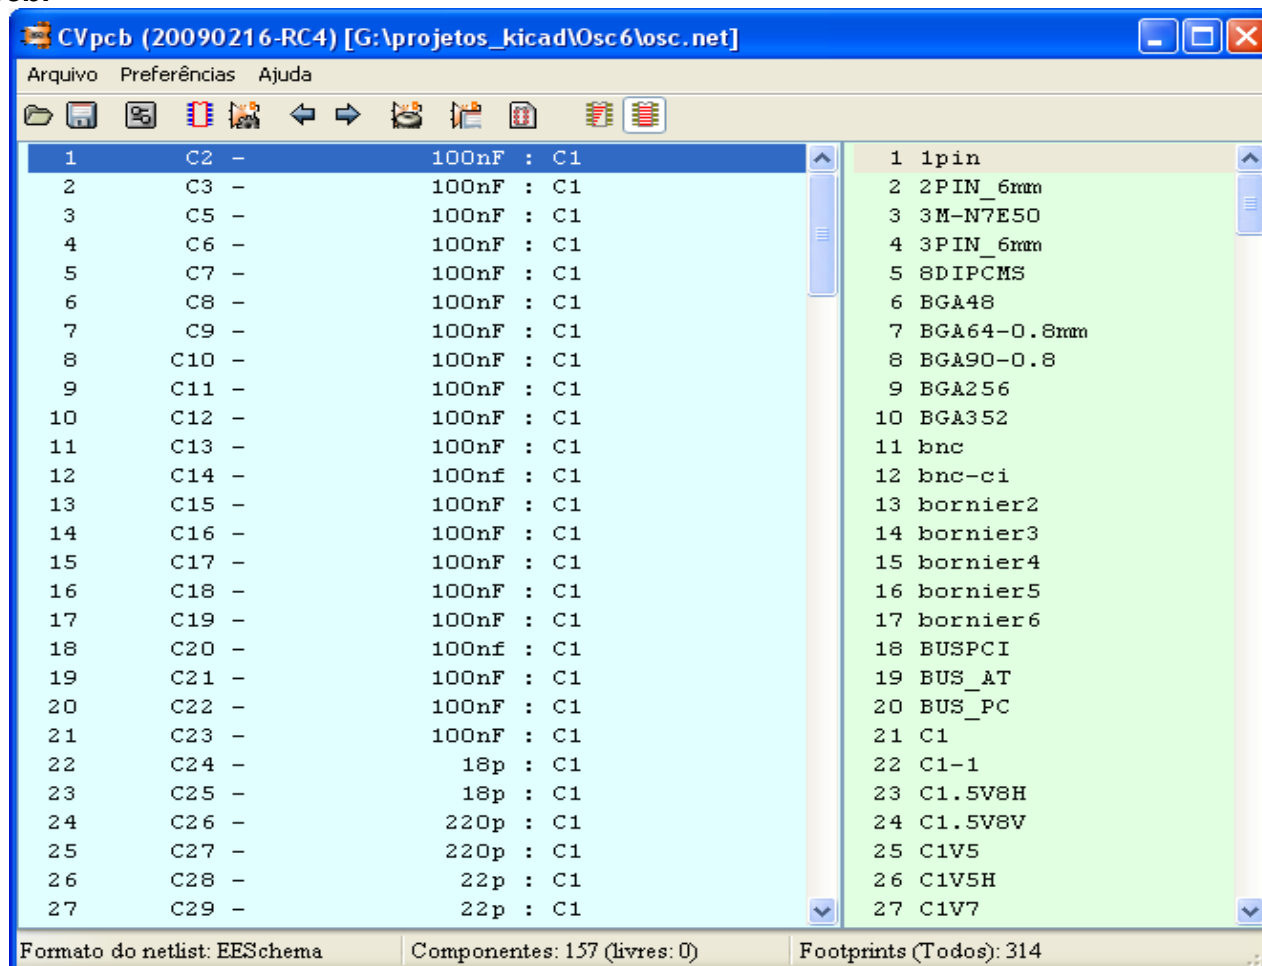 CVpcb (20090216-RC4) [G:\projetos_kicad\Osc6\osc.net]
Arquivo Preferências Ajuda
1 C2 - 100nF : C1
2 C3 - 100nF : C1
3 C5 - 100nF : C1
4 C6 - 100nF : C1
5 C7 - 100nF : C1
6 C8 - 100nF : C1
7 C9 - 100nF : C1
8 C10 - 100nF : C1
9 C11 - 100nF : C1
10 C12 - 100nF : C1
11 C13 - 100nF : C1
12 C14 - 100nf : C1
13 C15 - 100nF : C1
14 C16 - 100nF : C1
15 C17 - 100nF : C1
16 C18 - 100nF : C1
17 C19 - 100nF : C1
18 C20 - 100nf : C1
19 C21 - 100nF : C1
20 C22 - 100nF : C1
21 C23 - 100nF : C1
22 C24 - 18p : C1
23 C25 - 18p : C1
24 C26 - 220p : C1
25 C27 - 220p : C1
26 C28 - 22p : C1
27 C29 - 22p : C1
1 1pin
2 2PIN_6mm
3 3M-N7E50
4 3PIN_6mm
5 8DIPCMS
6 BGA48
7 BGA64-0.8mm
8 BGA90-0.8
9 BGA256
10 BGA352
11 bnc
12 bnc-ci
13 bornier2
14 bornier3
15 bornier4
16 bornier5
17 bornier6
18 BUSPCI
19 BUS_AT
20 BUS_PC
21 C1
22 C1-1
23 C1.5V8H
24 C1.5V8V
25 C1V5
26 C1V5H
27 C1V7
Formato do netlist: EESchema
Componentes: 157 (livres: 0)
Footprints (Todos): 314